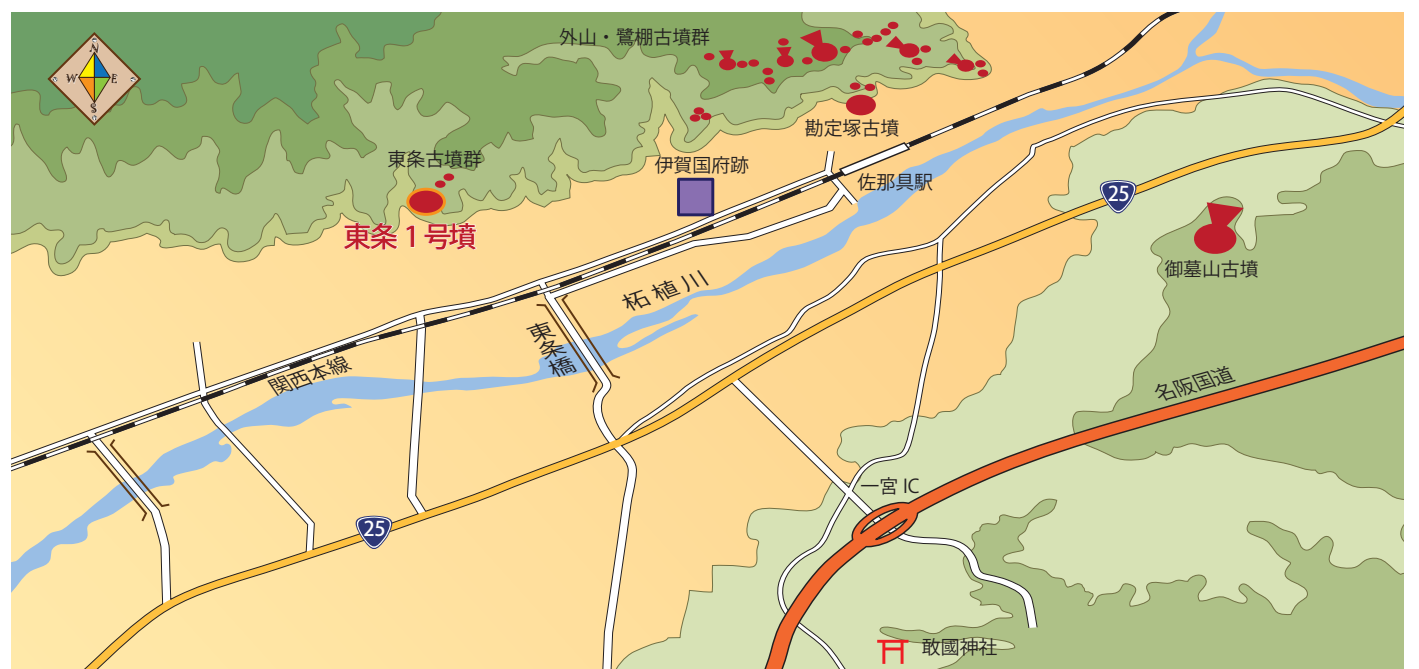 外山・鷺棚古墳群
N
W E
S
勘定塚古墳
東条古墳群
伊賀国府跡
佐那具駅
25
東条1号墳
御墓山古墳
柘植川
東条橋
関西本線
名阪国道
一宮IC
25
敢國神社